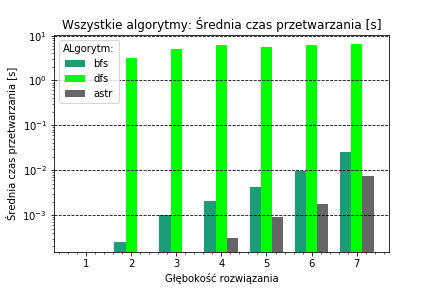 Wszystkie algorytmy: Średnia czas przetwarzania [s]
Średnia czas przetwarzania [s]
10¹
10⁰
10⁻¹
10⁻²
10⁻³
ALgorytm:
bfs
dfs
astr
1 2 3 4 5 6 7
Głębokość rozwiązania